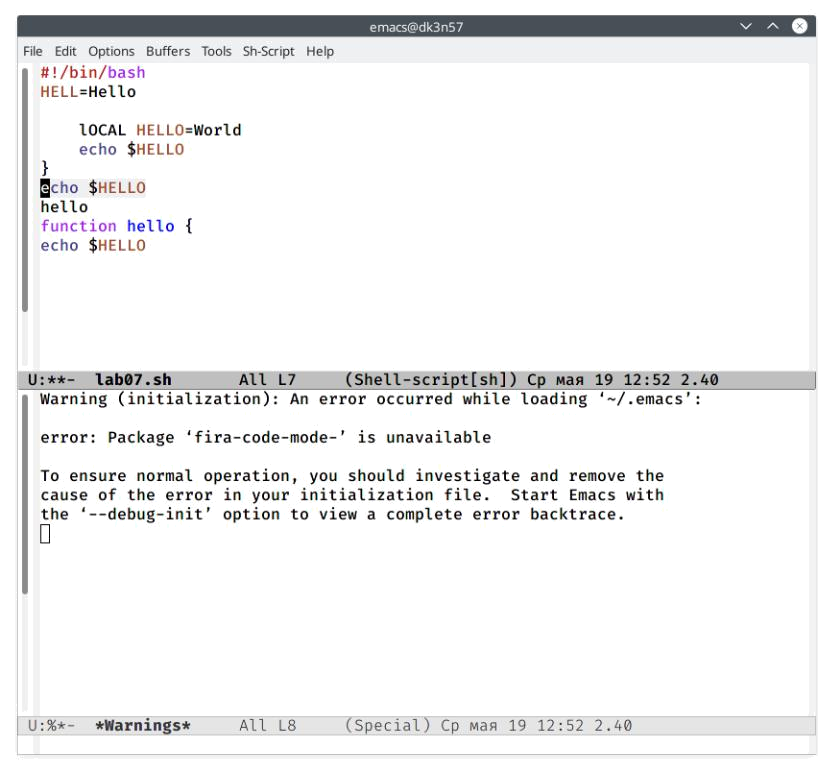 emacs@dk3n57
File Edit Options Buffers Tools Sh-Script Help
#!/bin/bash
HELL=Hello
lOCAL HELLO=World
echo $HELLO
}
echo $HELLO
hello
function hello {
echo $HELLO
U:**- lab07.sh All L7 (Shell-script[sh]) Ср мая 19 12:52 2.40
Warning (initialization): An error occurred while loading ‘~/.emacs’:
error: Package ‘fira-code-mode-’ is unavailable
To ensure normal operation, you should investigate and remove the
cause of the error in your initialization file. Start Emacs with
the ‘--debug-init’ option to view a complete error backtrace.
U:%*- *Warnings* All L8 (Special) Ср мая 19 12:52 2.40